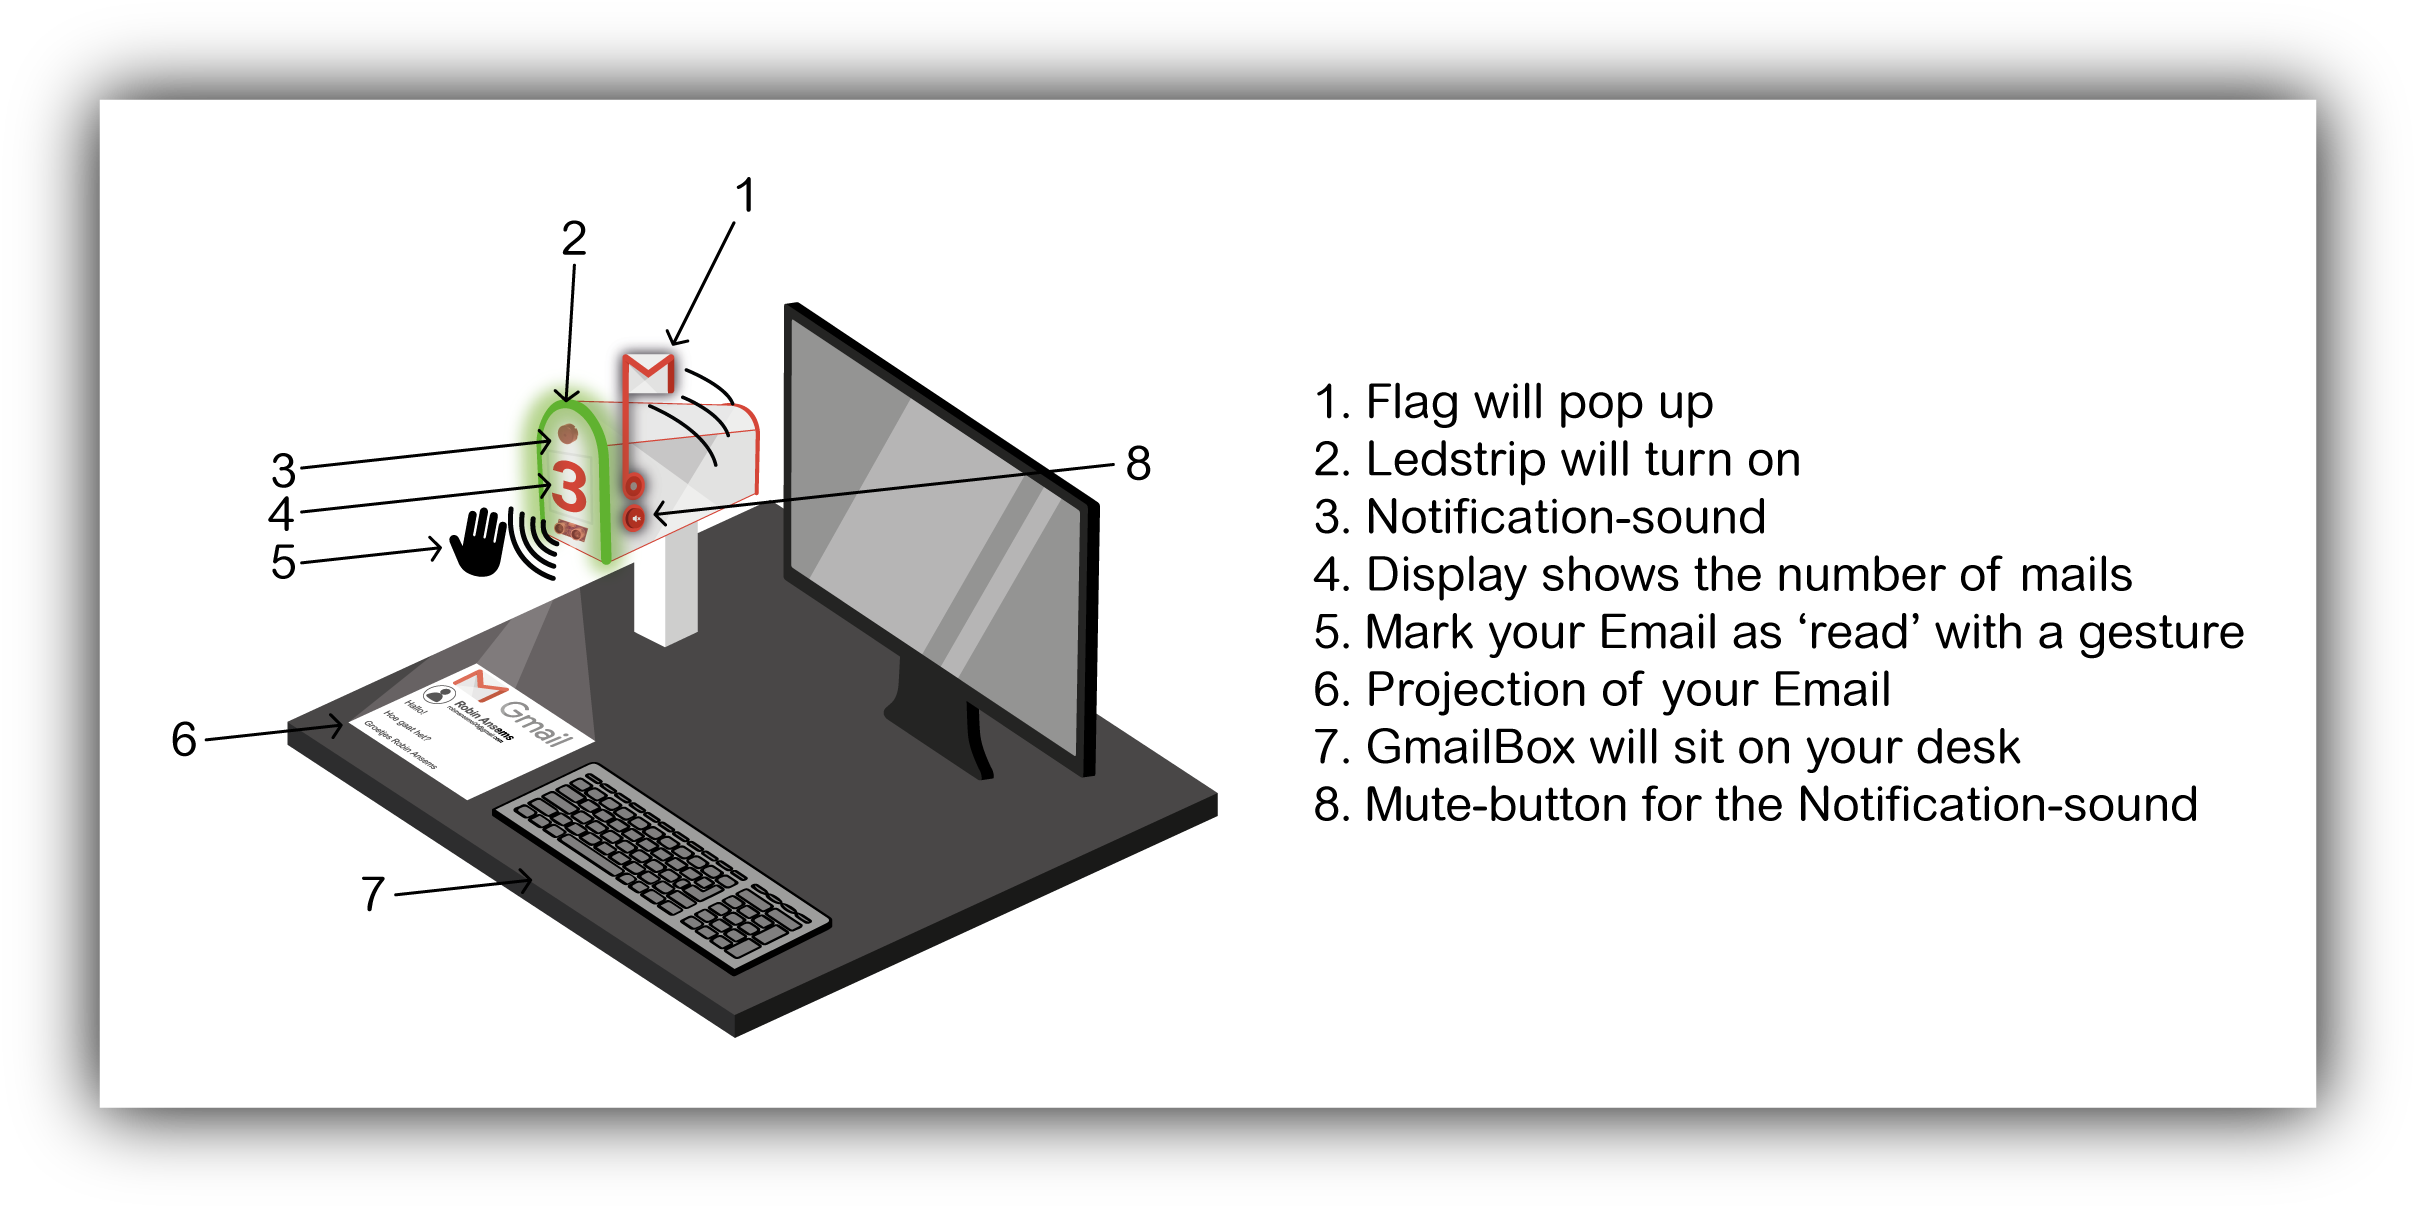 1
2
3
4
5
6
7
8
3
Gmail
Robin Ansems
Hallo!
Hoe gaat het?
Groetjes Robin Ansems
1. Flag will pop up
2. Ledstrip will turn on
3. Notification-sound
4. Display shows the number of mails
5. Mark your Email as ‘read’ with a gesture
6. Projection of your Email
7. GmailBox will sit on your desk
8. Mute-button for the Notification-sound